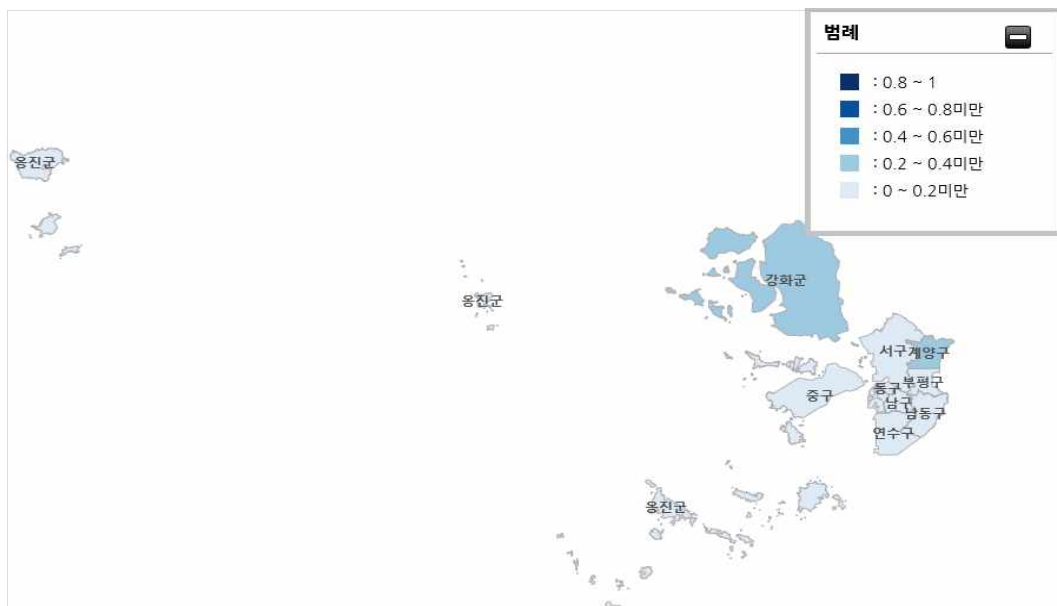 범례
: 0.8 ~ 1
: 0.6 ~ 0.8미만
: 0.4 ~ 0.6미만
: 0.2 ~ 0.4미만
: 0 ~ 0.2미만
옹진군
옹진군
강화군
서구
계양구
부평구
동구
중구
남구
남동구
연수구
옹진군